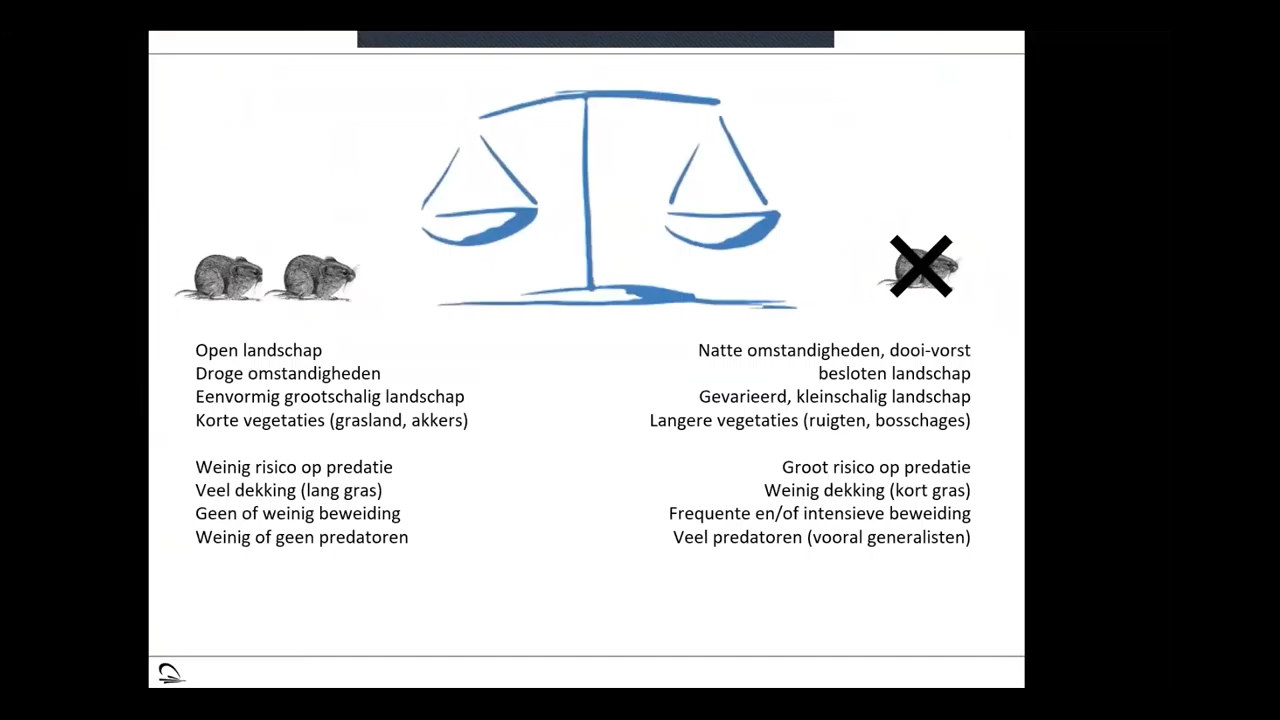 Open landschap
Droge omstandigheden
Eenvormig grootschalig landschap
Korte vegetaties (grasland, akkers)
Weinig risico op predatie
Veel dekking (lang gras)
Geen of weinig beweiding
Weinig of geen predatoren
Natte omstandigheden, dooi-vorst
besloten landschap
Gevarieerd, kleinschalig landschap
Langere vegetaties (ruigten, bosschages)
Groot risico op predatie
Weinig dekking (kort gras)
Frequente en/of intensieve beweiding
Veel predatoren (vooral generalisten)